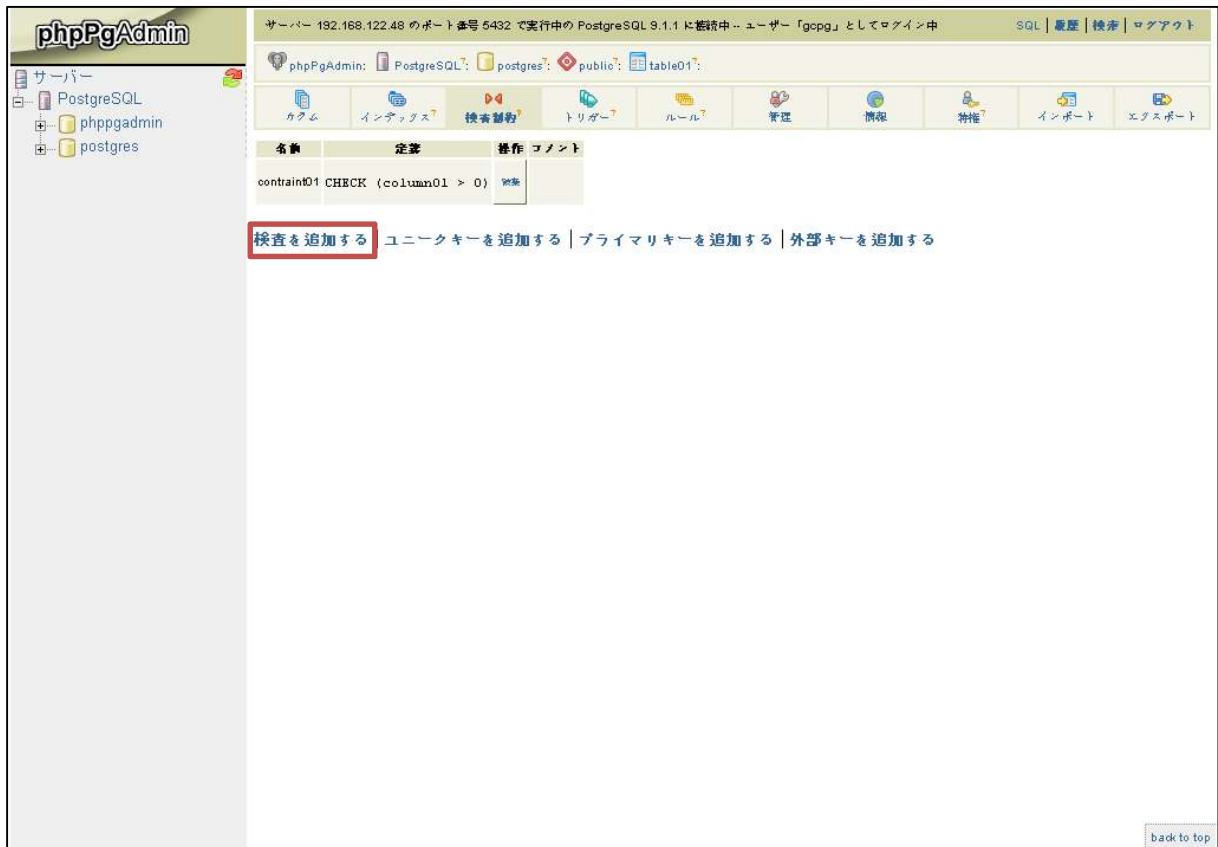 phpPgAdmin
サーバー 192.168.122.48 のポート番号 5432 で実行中の PostgreSQL 9.1.1 に接続中 -- ユーザー「gcpg」としてログイン中
SQL | 履歴 | 検索 | ログアウト
サーバー
PostgreSQL
phppgadmin
postgres
phpPgAdmin: PostgreSQL?: postgres?: public?: table01?:
カラム インデックス? 検査制約? トリガー? ルール? 管理 情報 特権? インポート エクスポート
名前 定義 操作 コメント
contraint01 CHECK (column01 > 0) 破棄
検査を追加する | ユニークキーを追加する | プライマリキーを追加する | 外部キーを追加する
back to top